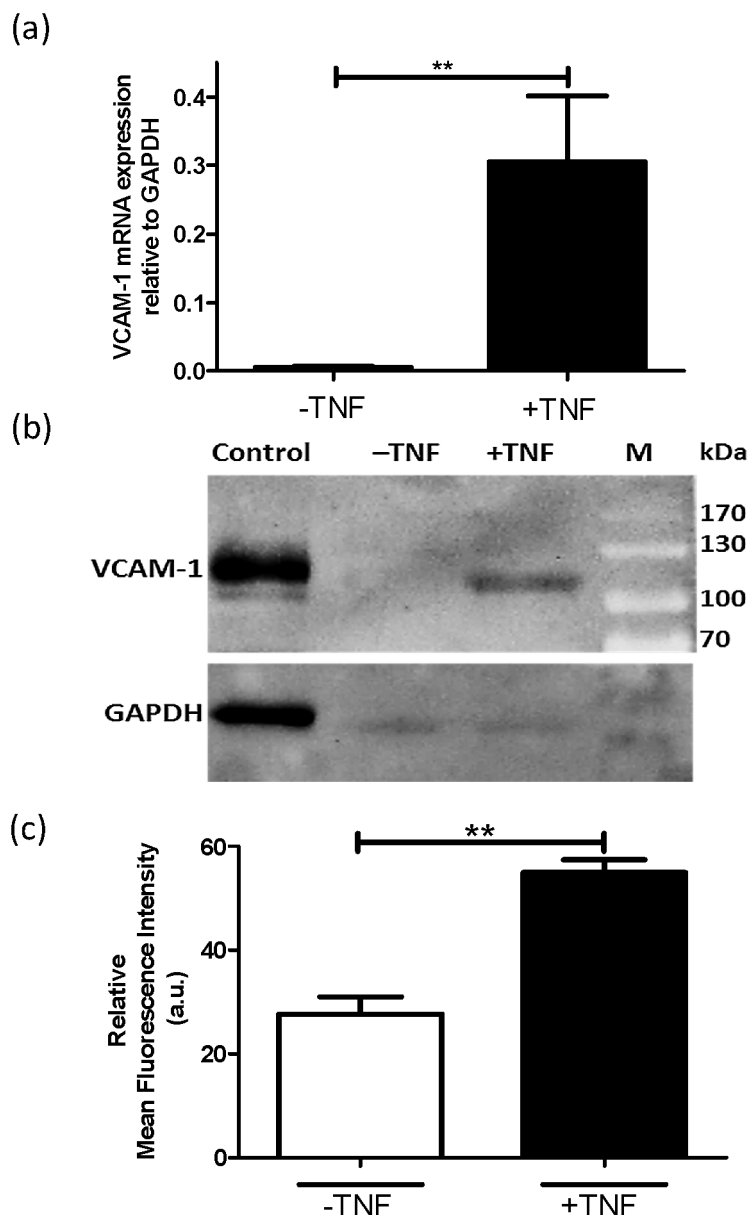 (a)
**
VCAM-1 mRNA expression
relative to GAPDH
0.4
0.3
0.2
0.1
0.0
-TNF +TNF
(b)
Control –TNF +TNF M kDa
VCAM-1
170
130
100
70
GAPDH
(c)
**
Relative
Mean Fluorescence Intensity
(a.u.)
60
40
20
0
-TNF +TNF